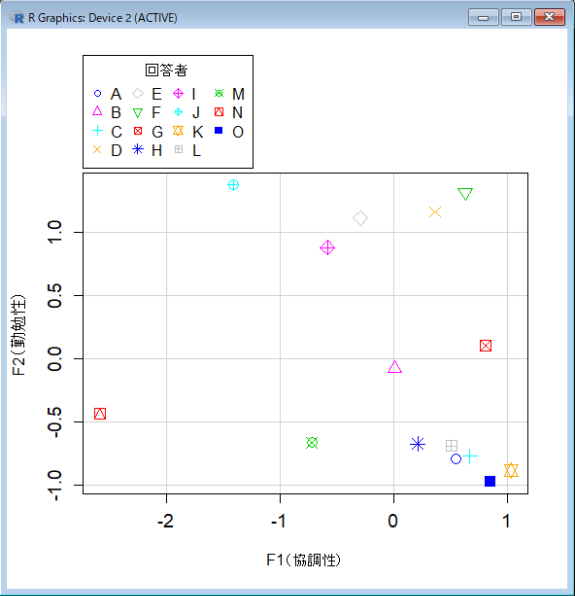 R Graphics: Device 2 (ACTIVE)
回答者
A E I M
B F J N
C G K O
D H L
F2(勤勉性)
1.0
0.5
0.0
-0.5
-1.0
-2 -1 0 1
F1(協調性)